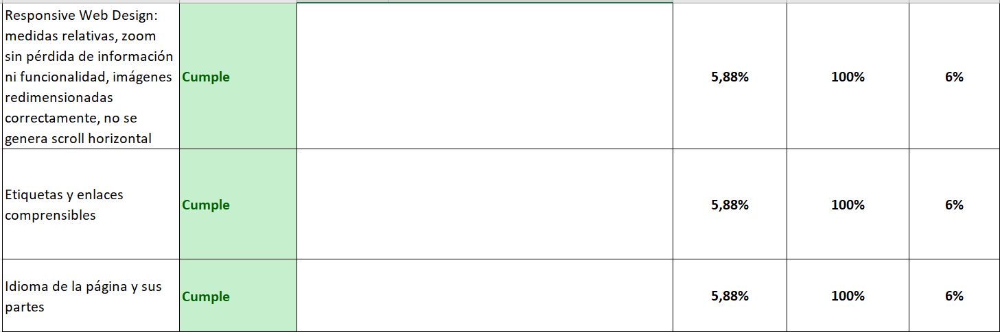 Responsive Web Design:
medidas relativas, zoom
sin pérdida de información
ni funcionalidad, imágenes
redimensionadas
correctamente, no se
genera scroll horizontal
Cumple
5,88%
100%
6%
Etiquetas y enlaces
comprensibles
Cumple
5,88%
100%
6%
Idioma de la página y sus
partes
Cumple
5,88%
100%
6%